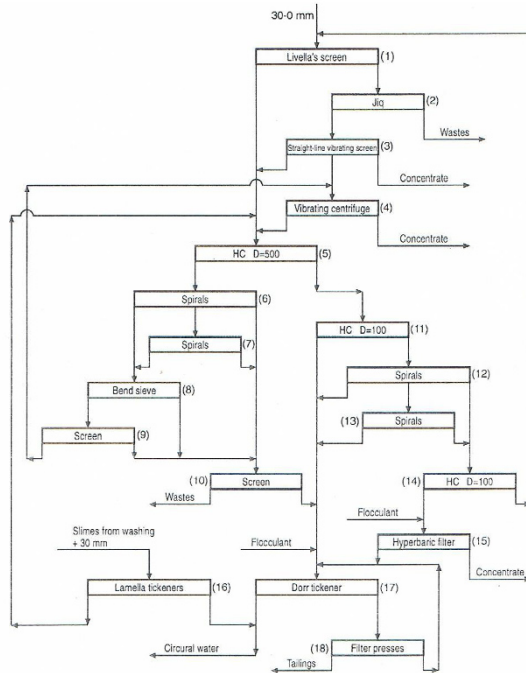 30-0 mm
Livella's screen (1)
Jiq (2)
Wastes
Straight-line vibrating screen (3)
Concentrate
Vibrating centrifuge (4)
Concentrate
HC D=500 (5)
Spirals (6)
HC D=100 (11)
Spirals (7)
Spirals (12)
Bend sieve (8)
(13) Spirals
Screen (9)
(10) Screen
(14) HC D=100
Wastes
Slimes from washing
+ 30 mm
Flocculant
Flocculant
Hyperbaric filter (15)
Concentrate
Lamella tickeners (16)
Dorr tickener (17)
Circural water
(18) Filter presses
Tailings